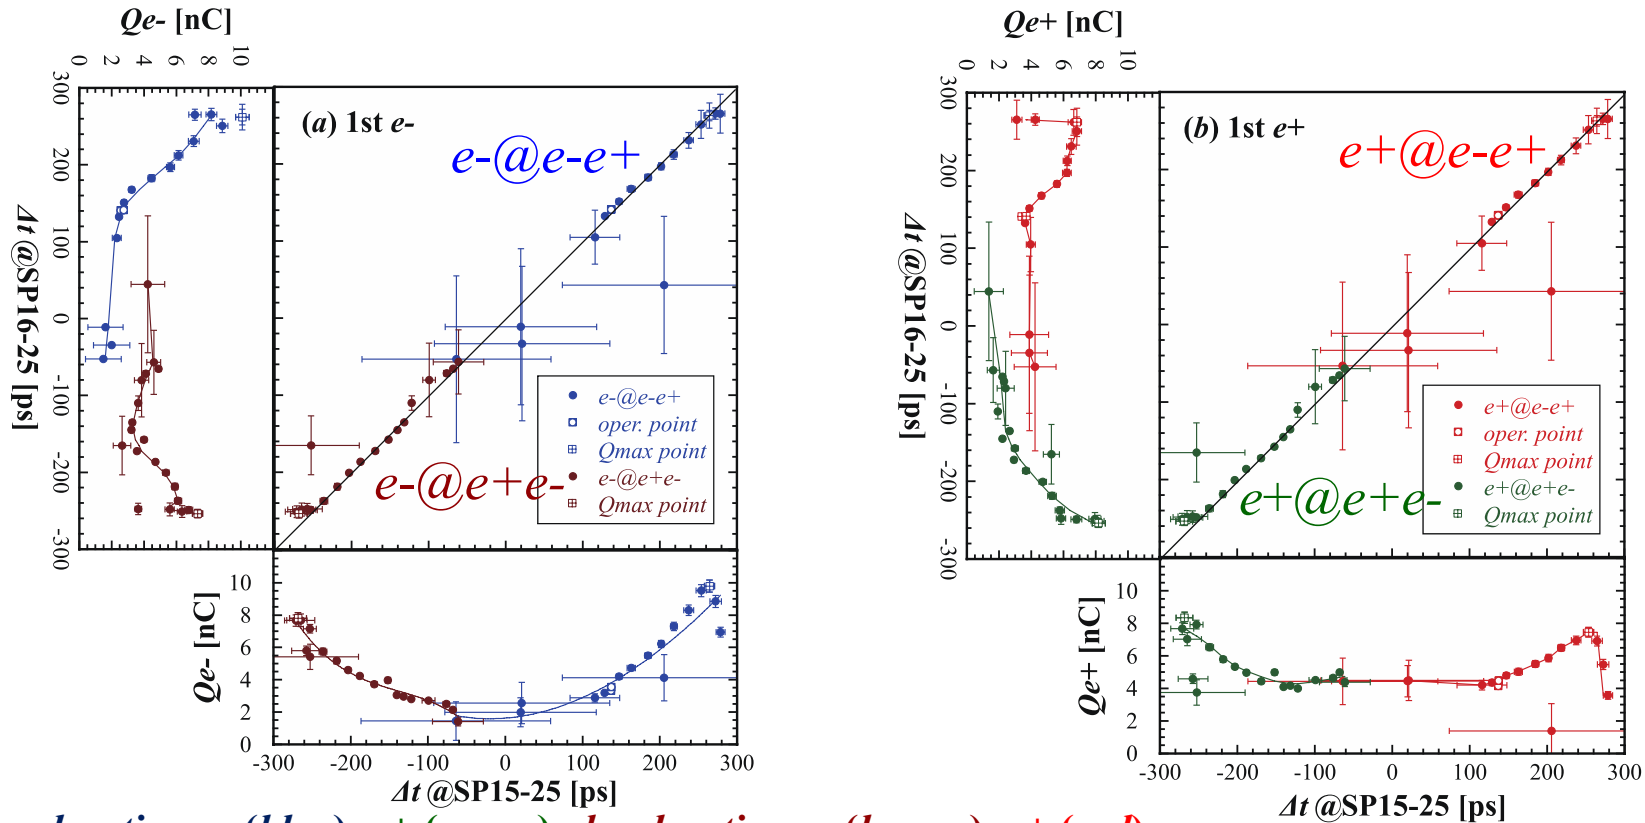 Qe- [nC]
0 2 4 6 8 10
300
200
100
0
-100
-200
-300
Δt @SP16-25 [ps]
(a) 1st e-
e-@e-e+
e-@e+e-
e-@e-e+
oper. point
Qmax point
e-@e+e-
Qmax point
Qe- [nC]
10
8
6
4
2
0
-300 -200 -100 0 100 200 300
Δt @SP15-25 [ps]
Qe+ [nC]
0 2 4 6 8 10
300
200
100
0
-100
-200
-300
Δt @SP16-25 [ps]
(b) 1st e+
e+@e-e+
e+@e+e-
e+@e-e+
oper. point
Qmax point
e+@e+e-
Qmax point
Qe+ [nC]
10
8
6
4
2
0
-300 -200 -100 0 100 200 300
Δt @SP15-25 [ps]